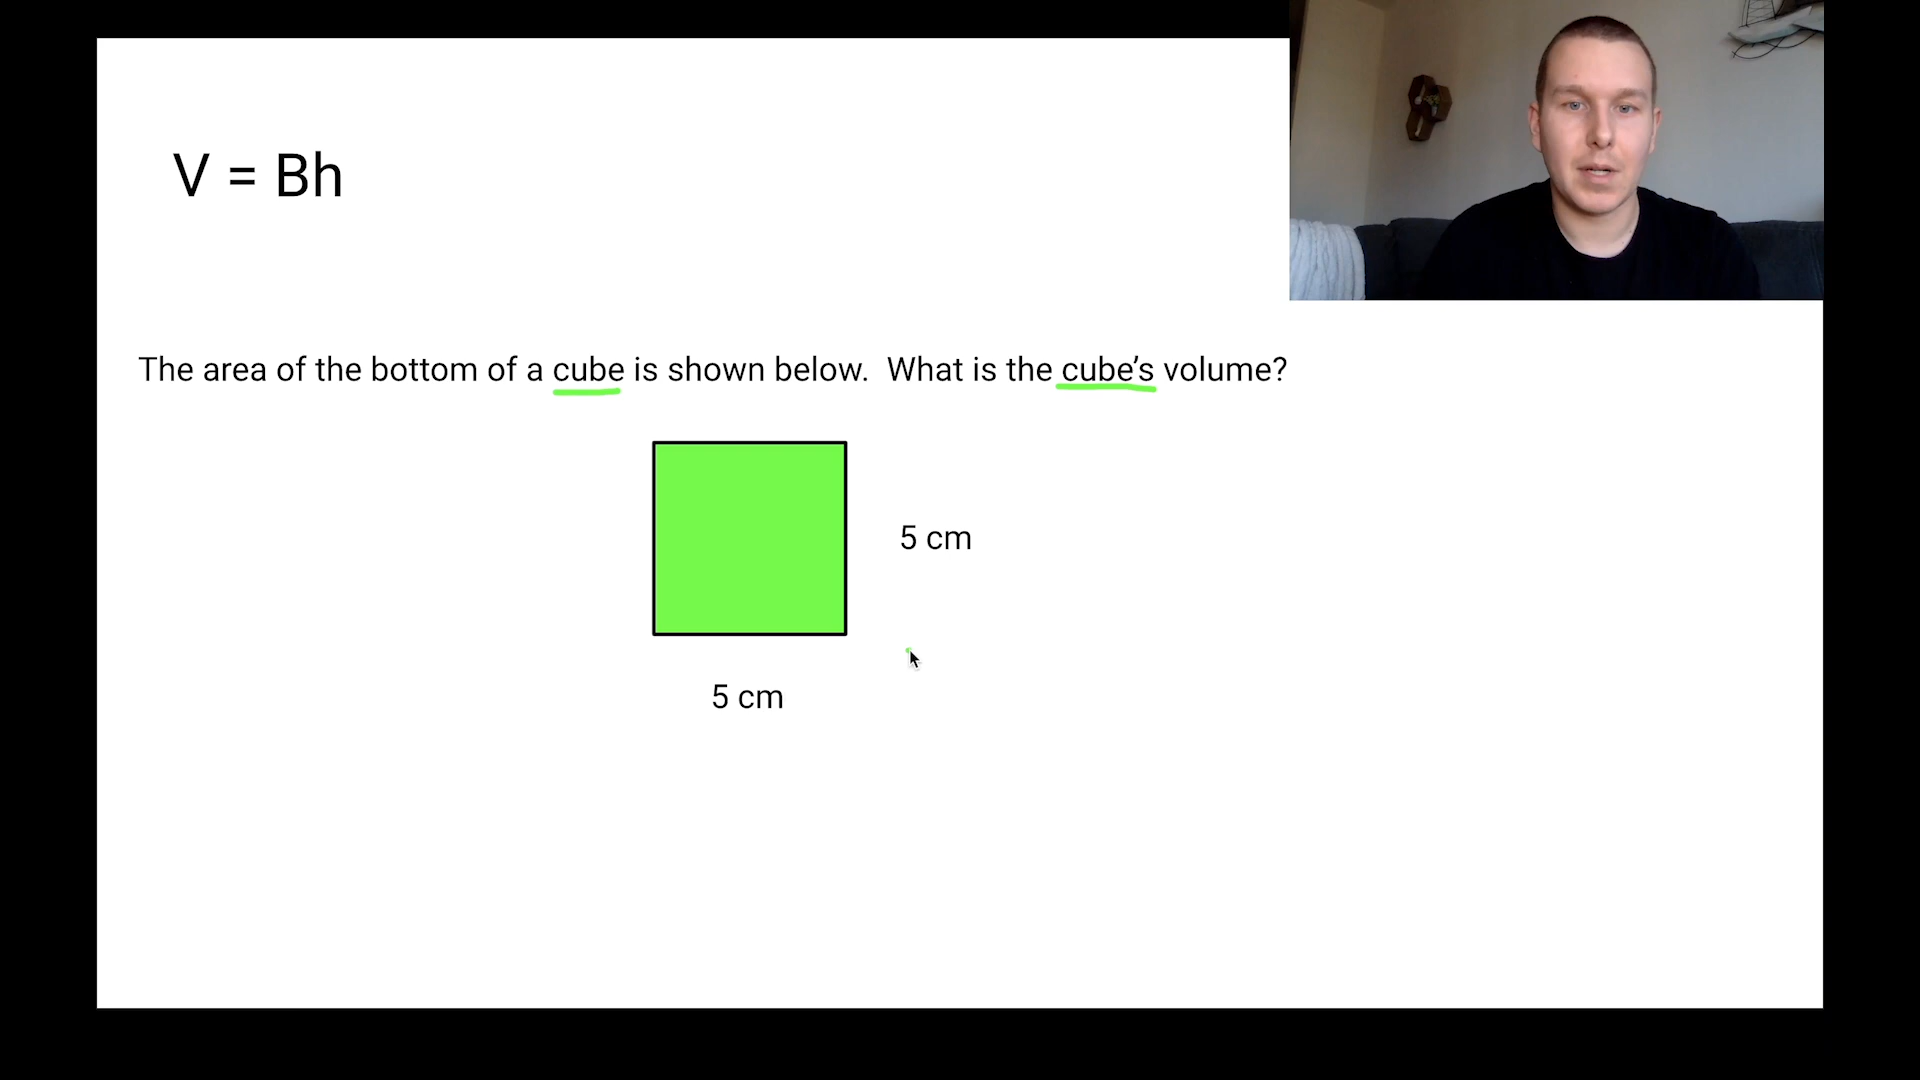 V = Bh
The area of the bottom of a cube is shown below.  What is the cube’s volume?
5 cm
5 cm